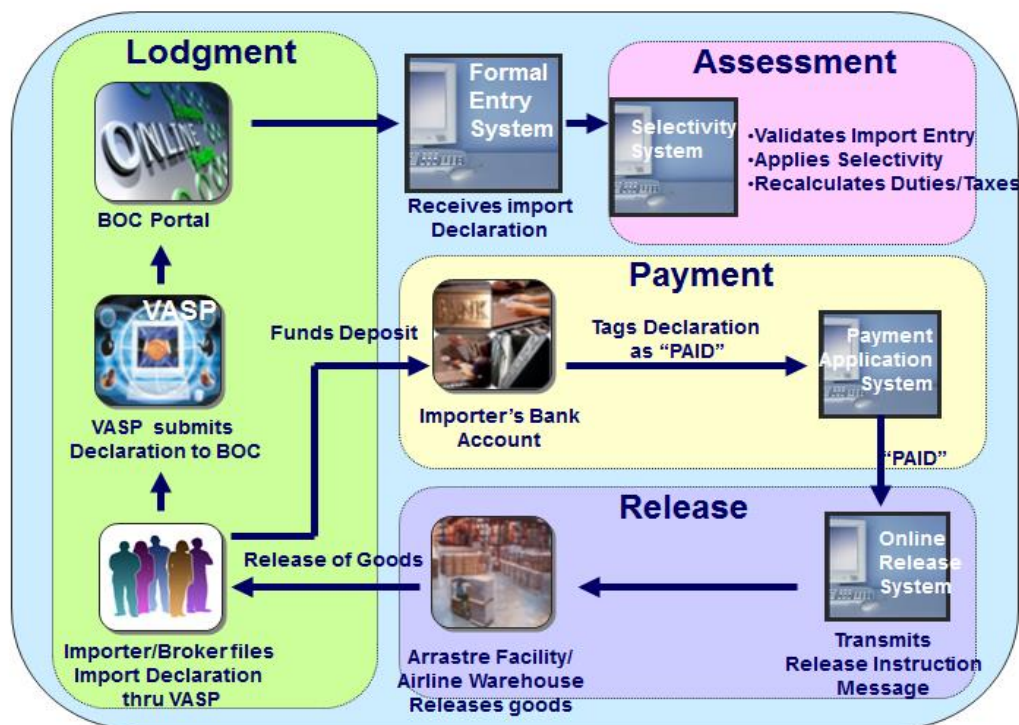 Lodgment
ONLINE
BOC Portal
VASP
VASP submits
Declaration to BOC
Importer/Broker files
Import Declaration
thru VASP
Formal
Entry
System
Receives import
Declaration
Assessment
Selectivity
System
•Validates Import Entry
•Applies Selectivity
•Recalculates Duties/Taxes
Payment
Funds Deposit
BANK
Importer's Bank
Account
Tags Declaration
as "PAID"
Payment
Application
System
"PAID"
Release
Online
Release
System
Transmits
Release Instruction
Message
Arrastre Facility/
Airline Warehouse
Releases goods
Release of Goods